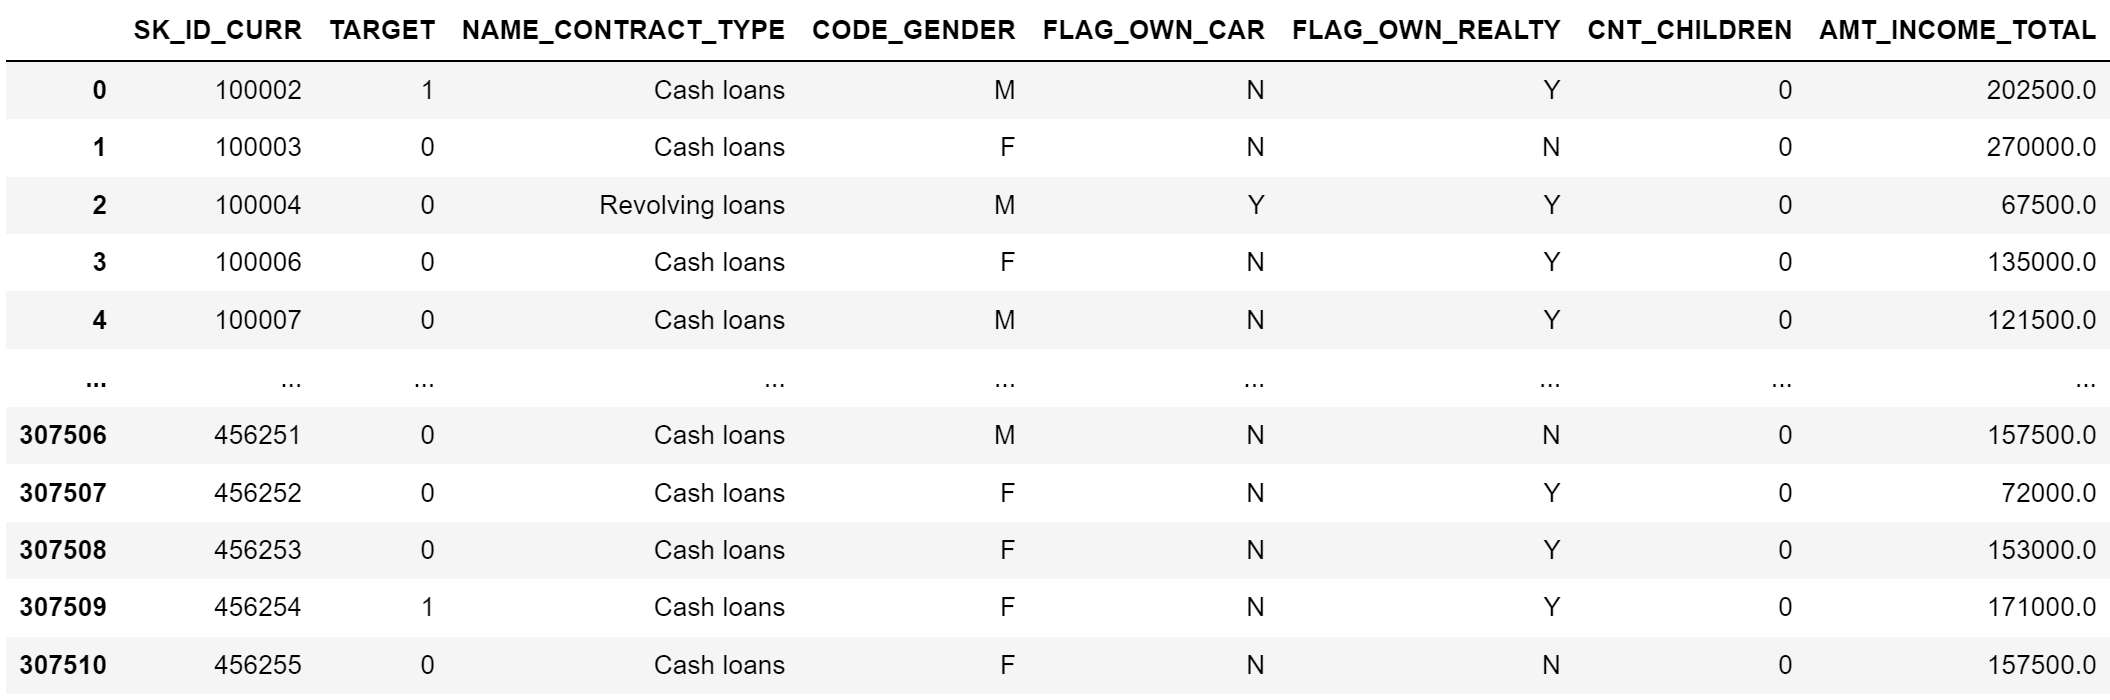 SK_ID_CURR TARGET NAME_CONTRACT_TYPE CODE_GENDER FLAG_OWN_CAR FLAG_OWN_REALTY CNT_CHILDREN AMT_INCOME_TOTAL
0 100002 1 Cash loans M N Y 0 202500.0
1 100003 0 Cash loans F N N 0 270000.0
2 100004 0 Revolving loans M Y Y 0 67500.0
3 100006 0 Cash loans F N Y 0 135000.0
4 100007 0 Cash loans M N Y 0 121500.0
... ... ... ... ... ... ... ... ...
307506 456251 0 Cash loans M N N 0 157500.0
307507 456252 0 Cash loans F N Y 0 72000.0
307508 456253 0 Cash loans F N Y 0 153000.0
307509 456254 1 Cash loans F N Y 0 171000.0
307510 456255 0 Cash loans F N N 0 157500.0